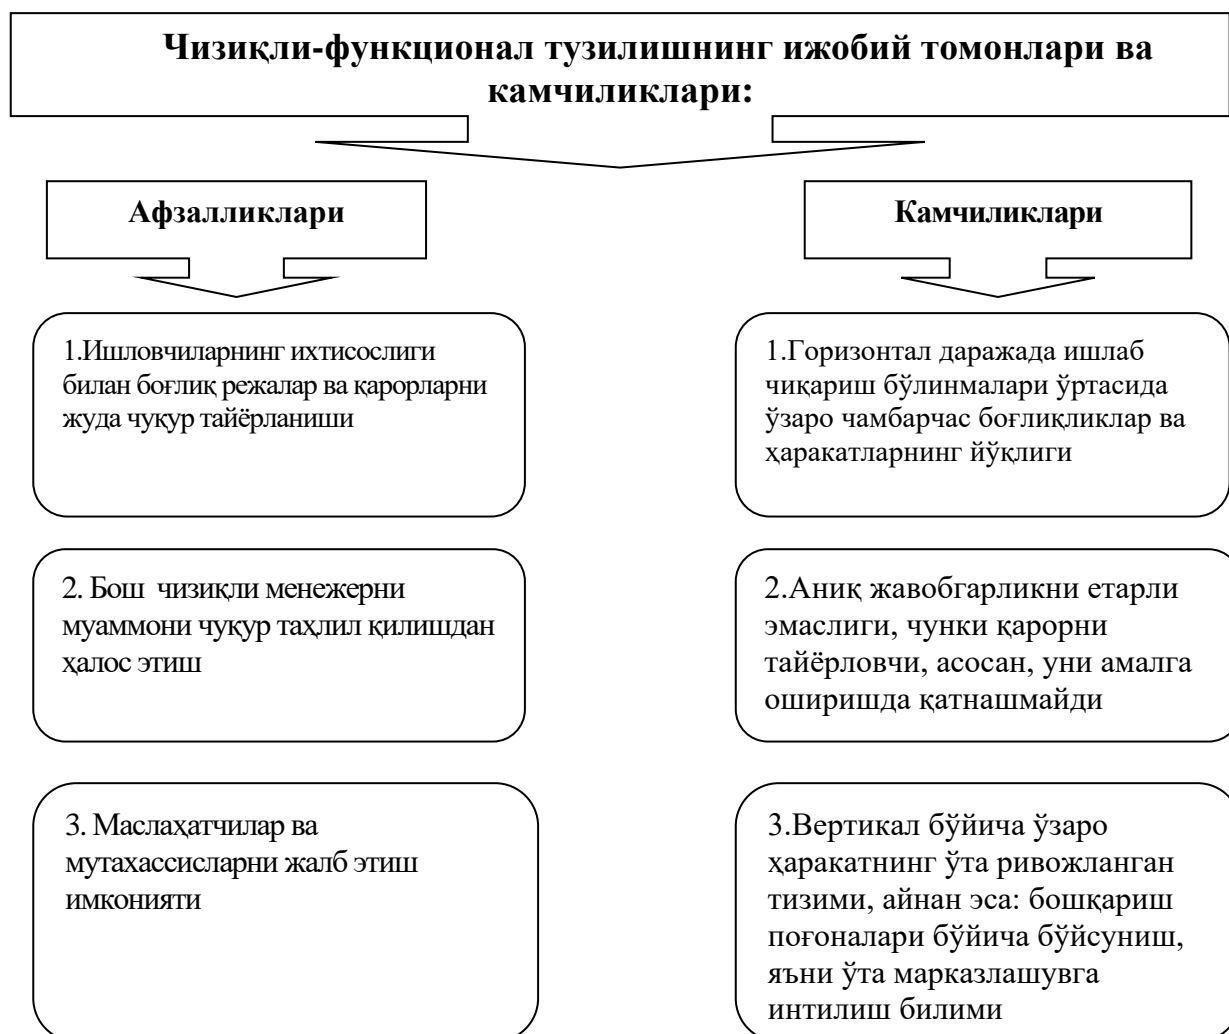 Чизиқли-функционал тузилишнинг ижобий томонлари ва
камчиликлари:
Афзалликлари
1.Ишловчиларнинг ихтисослиги
билан боғлиқ режалар ва қарорларни
жуда чуқур тайёрланиши
2. Бош чизиқли менежерни
муаммони чуқур таҳлил қилишдан
ҳалос этиш
3. Маслаҳатчилар ва
мутахассисларни жалб этиш
имконияти
Камчиликлари
1.Горизонтал даражада ишлаб
чиқариш бўлинмалари ўртасида
ўзаро чамбарчас боғлиқликлар ва
ҳаракатларнинг йўқлиги
2.Аниқ жавобгарликни етарли
эмаслиги, чунки қарорни
тайёрловчи, асосан, уни амалга
оширишда қатнашмайди
3.Вертикал бўйича ўзаро
ҳаракатнинг ўта ривожланган
тизими, айнан эса: бошқариш
поғоналари бўйича бўйсуниш,
яъни ўта марказлашувга
интилиш билими